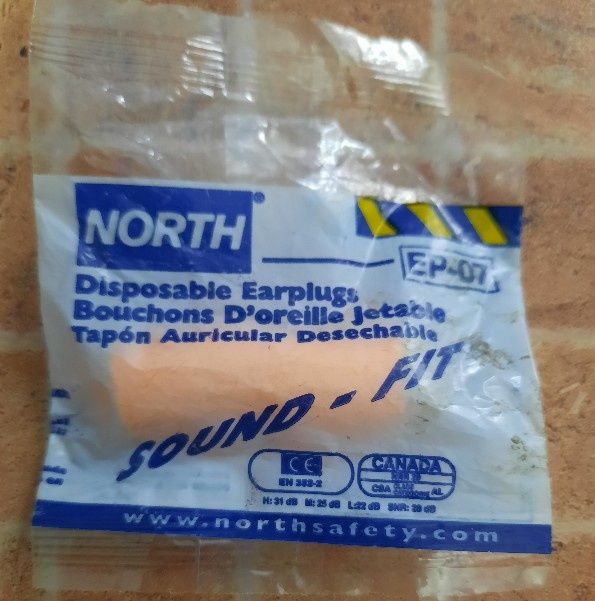 NORTH®
EP-07
Disposable Earplugs
Bouchons D'oreille Jetable
Tapón Auricular Desechable
SOUND - FIT
CE
EN 352-2
CANADA
CSA AL
H: 31 dB M: 25 dB L:22 dB SNR: 28 dB
www.northsafety.com